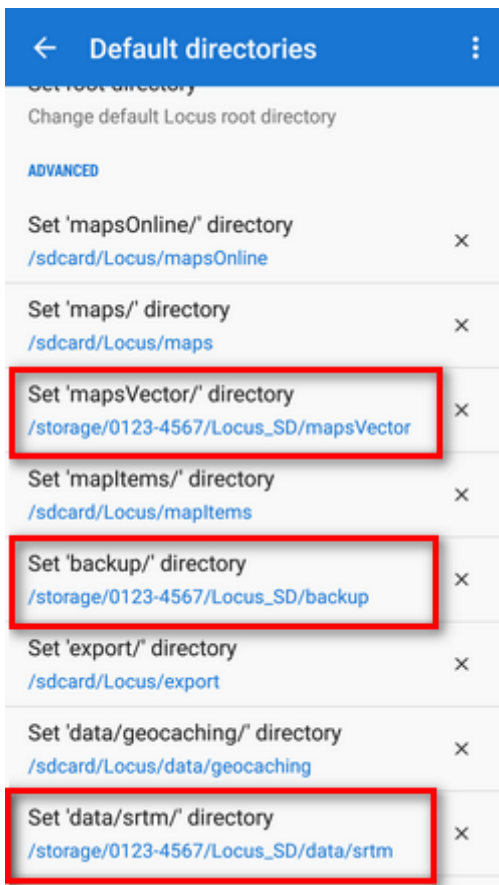 Default directories
Set root directory
Change default Locus root directory
ADVANCED
Set 'mapsOnline/' directory
/sdcard/Locus/mapsOnline
Set 'maps/' directory
/sdcard/Locus/maps
Set 'mapsVector/' directory
/storage/0123-4567/Locus_SD/mapsVector
Set 'mapItems/' directory
/sdcard/Locus/mapItems
Set 'backup/' directory
/storage/0123-4567/Locus_SD/backup
Set 'export/' directory
/sdcard/Locus/export
Set 'data/geocaching/' directory
/sdcard/Locus/data/geocaching
Set 'data/srtm/' directory
/storage/0123-4567/Locus_SD/data/srtm